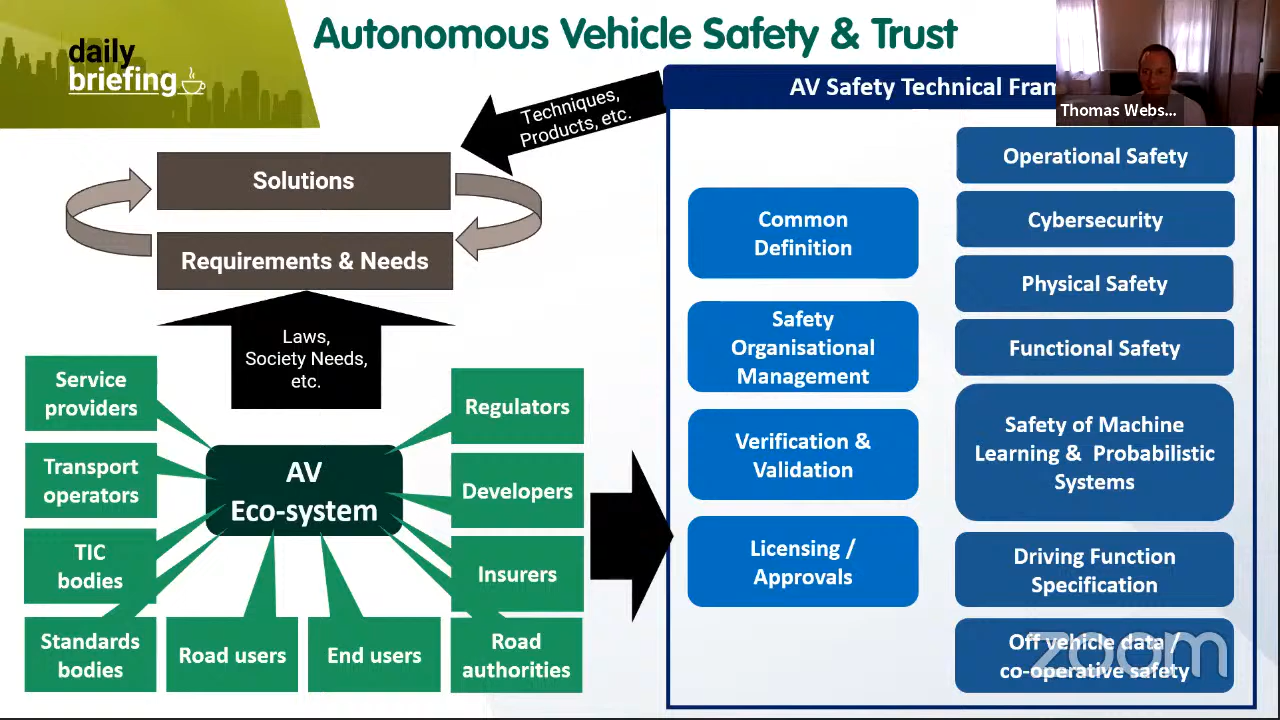 Autonomous Vehicle Safety & Trust
daily
briefing
Thomas Webs...
AV Safety Technical Fram
Techniques,
Products, etc.
Solutions
Requirements & Needs
Laws,
Society Needs,
etc.
Service
providers
Transport
operators
TIC
bodies
Standards
bodies
Road users
End users
Road
authorities
Insurers
Developers
Regulators
AV
Eco-system
Common
Definition
Safety
Organisational
Management
Verification &
Validation
Licensing /
Approvals
Operational Safety
Cybersecurity
Physical Safety
Functional Safety
Safety of Machine
Learning & Probabilistic
Systems
Driving Function
Specification
Off vehicle data /
co-operative safety
zoom